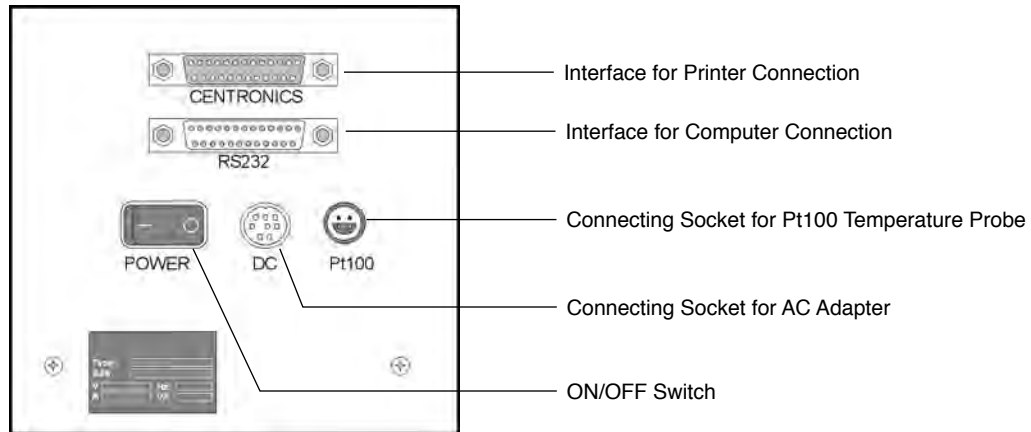 CENTRONICS
Interface for Printer Connection
RS232
Interface for Computer Connection
POWER
DC
Pt100
Connecting Socket for Pt100 Temperature Probe
Connecting Socket for AC Adapter
ON/OFF Switch